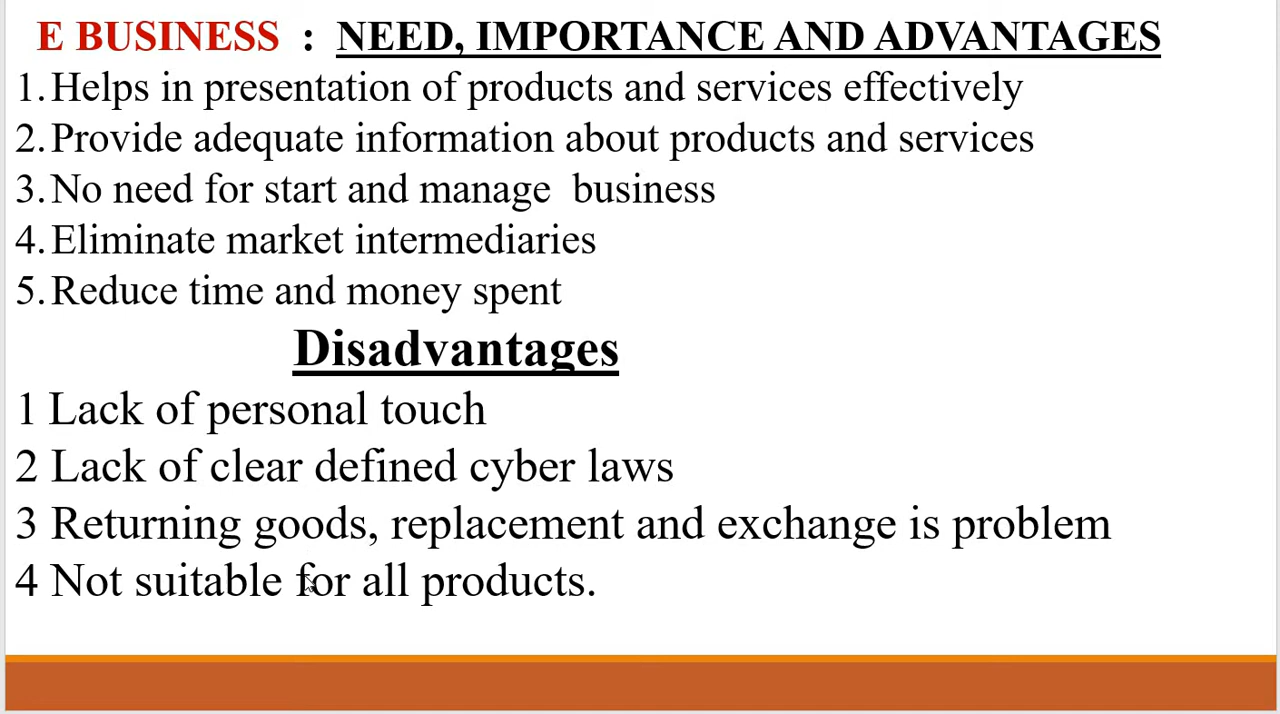 E BUSINESS : NEED, IMPORTANCE AND ADVANTAGES
1. Helps in presentation of products and services effectively
2. Provide adequate information about products and services
3. No need for start and manage business
4. Eliminate market intermediaries
5. Reduce time and money spent
Disadvantages
1 Lack of personal touch
2 Lack of clear defined cyber laws
3 Returning goods, replacement and exchange is problem
4 Not suitable for all products.